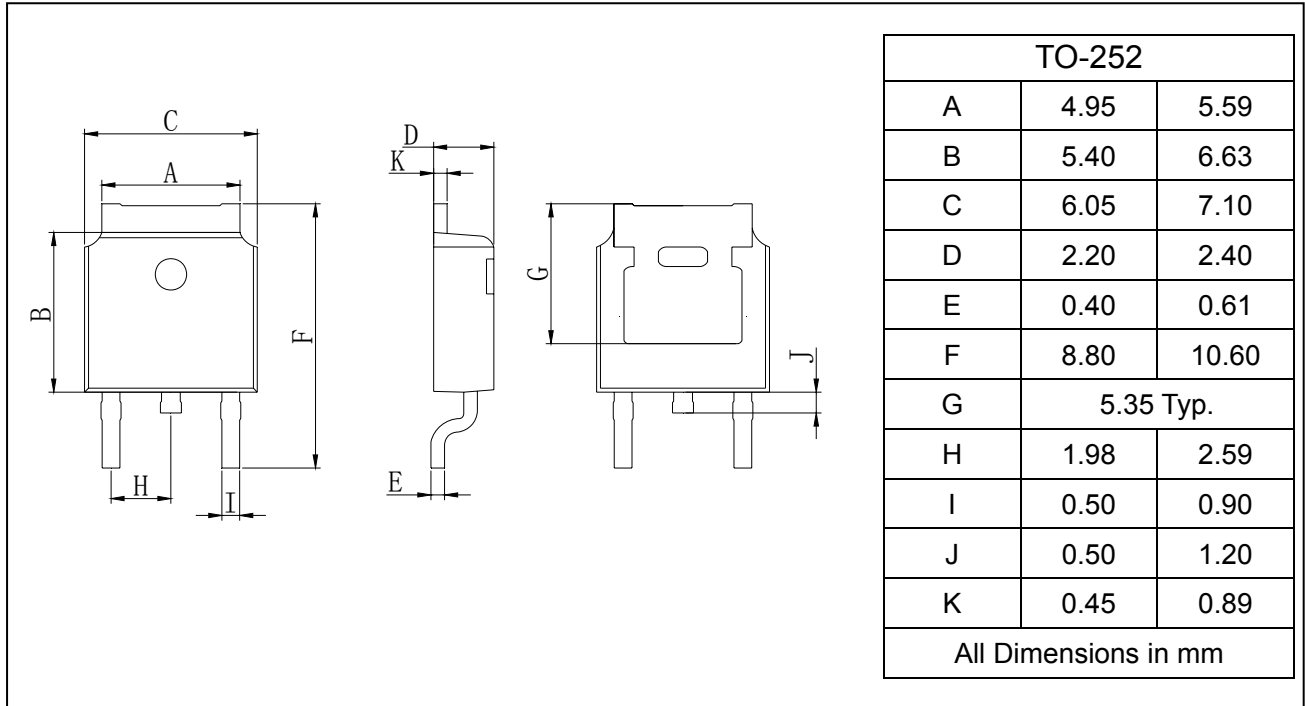 C
A
B
F
H
I
D
K
E
G
J
TO-252
A 4.95 5.59
B 5.40 6.63
C 6.05 7.10
D 2.20 2.40
E 0.40 0.61
F 8.80 10.60
G 5.35 Typ.
H 1.98 2.59
I 0.50 0.90
J 0.50 1.20
K 0.45 0.89
All Dimensions in mm